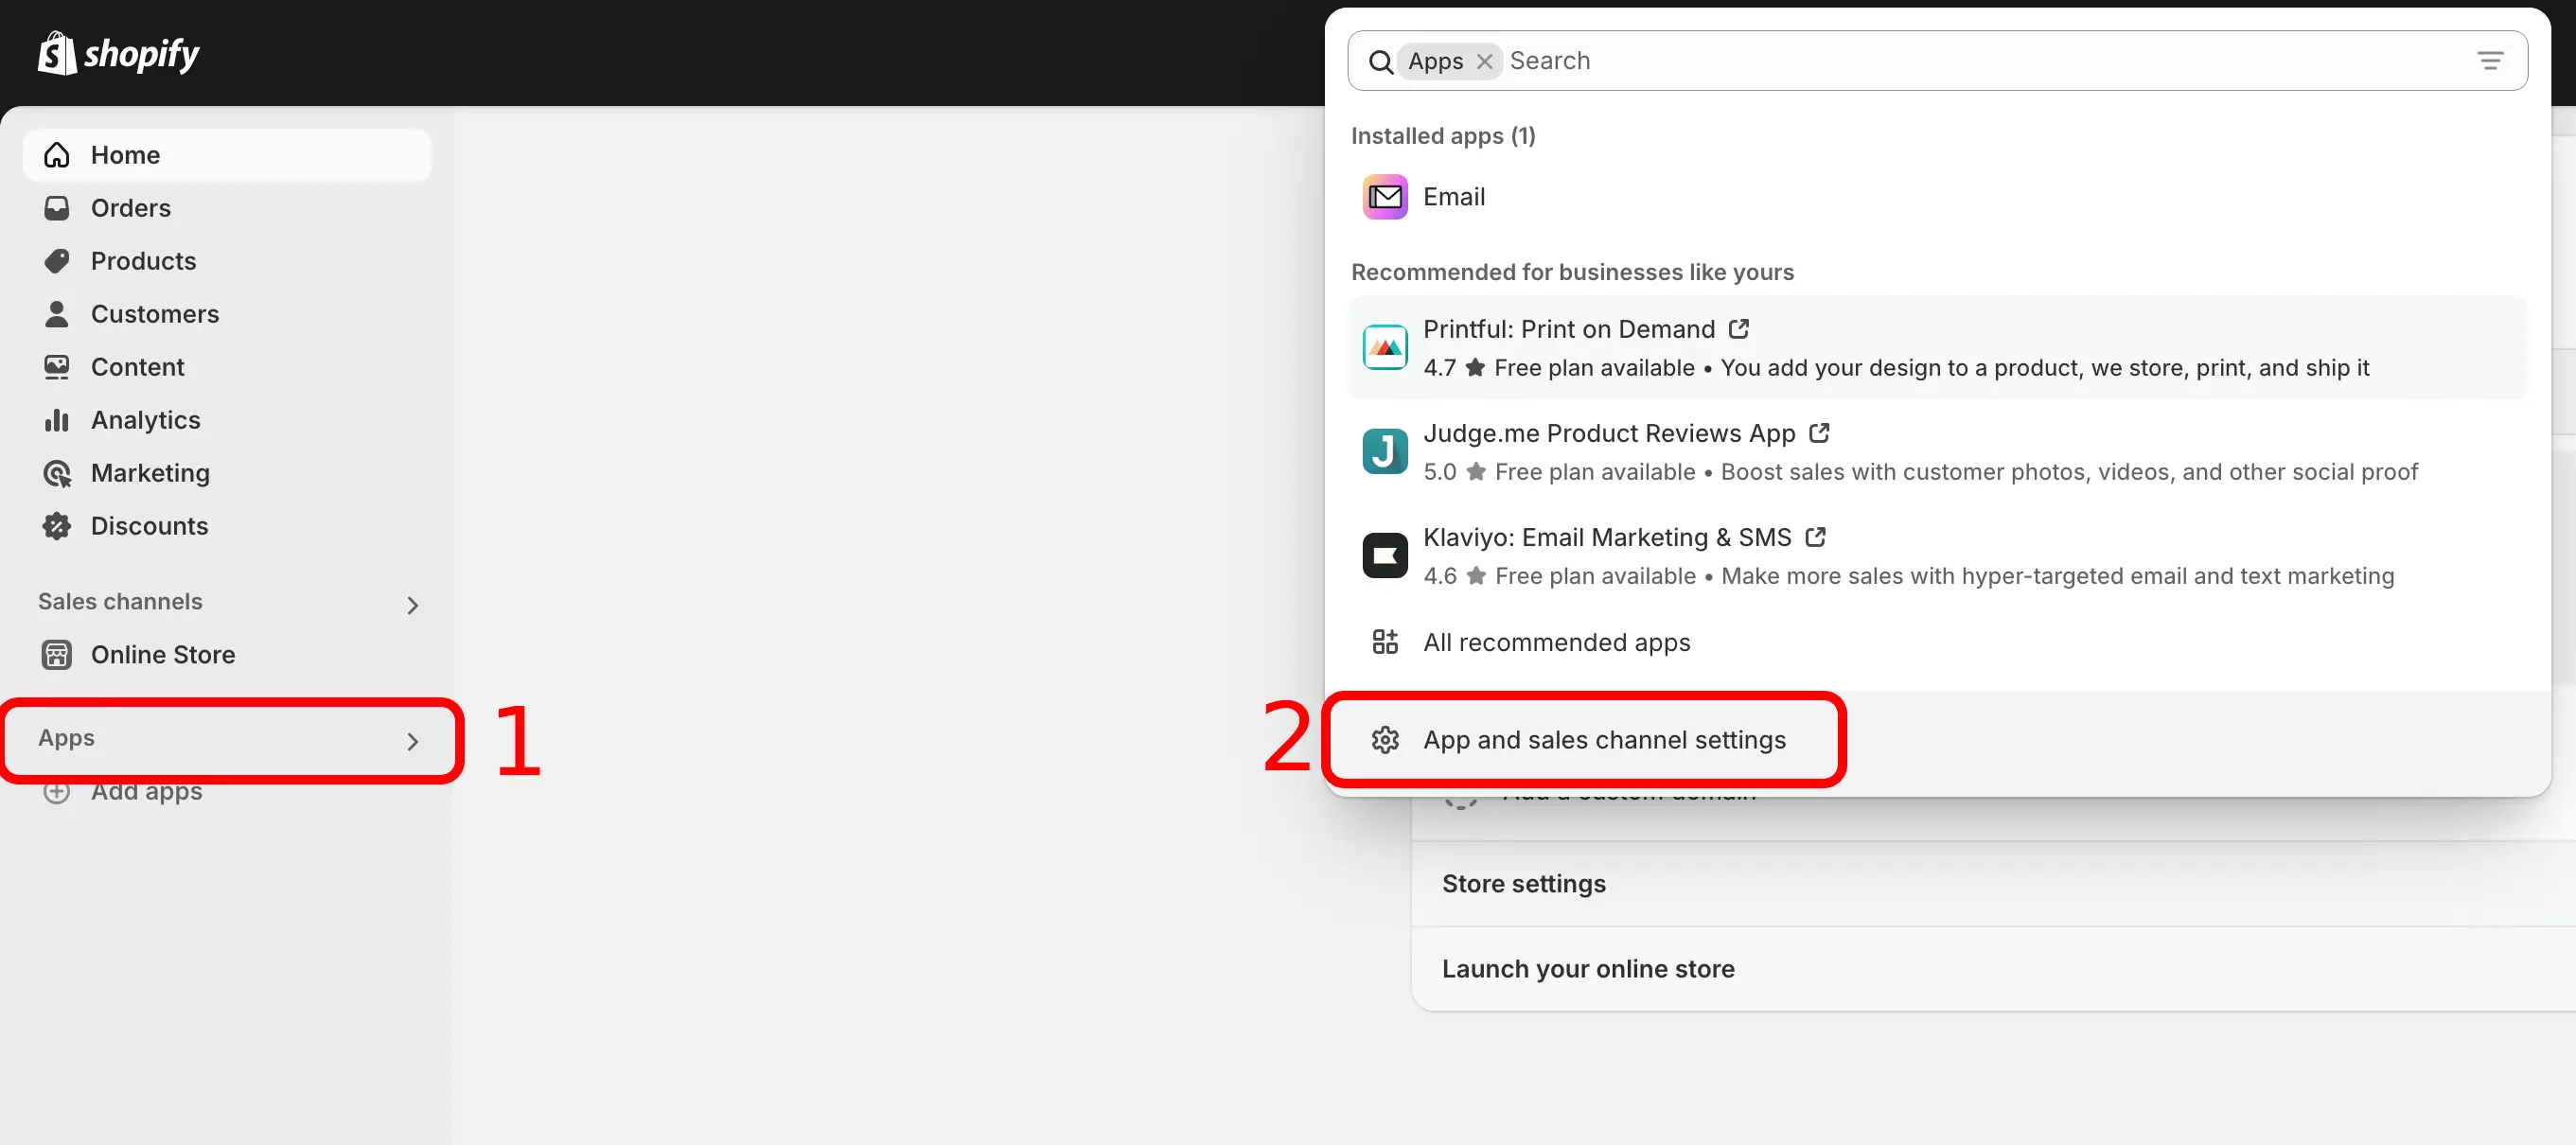 shopify
Home
Orders
Products
Customers
Content
Analytics
Marketing
Discounts
Sales channels
Online Store
Apps
1
Add apps
Apps Search
Installed apps (1)
Email
Recommended for businesses like yours
Printful: Print on Demand
4.7 ★ Free plan available • You add your design to a product, we store, print, and ship it
Judge.me Product Reviews App
5.0 ★ Free plan available • Boost sales with customer photos, videos, and other social proof
Klaviyo: Email Marketing & SMS
4.6 ★ Free plan available • Make more sales with hyper-targeted email and text marketing
All recommended apps
2
App and sales channel settings
Add a custom domain
Store settings
Launch your online store